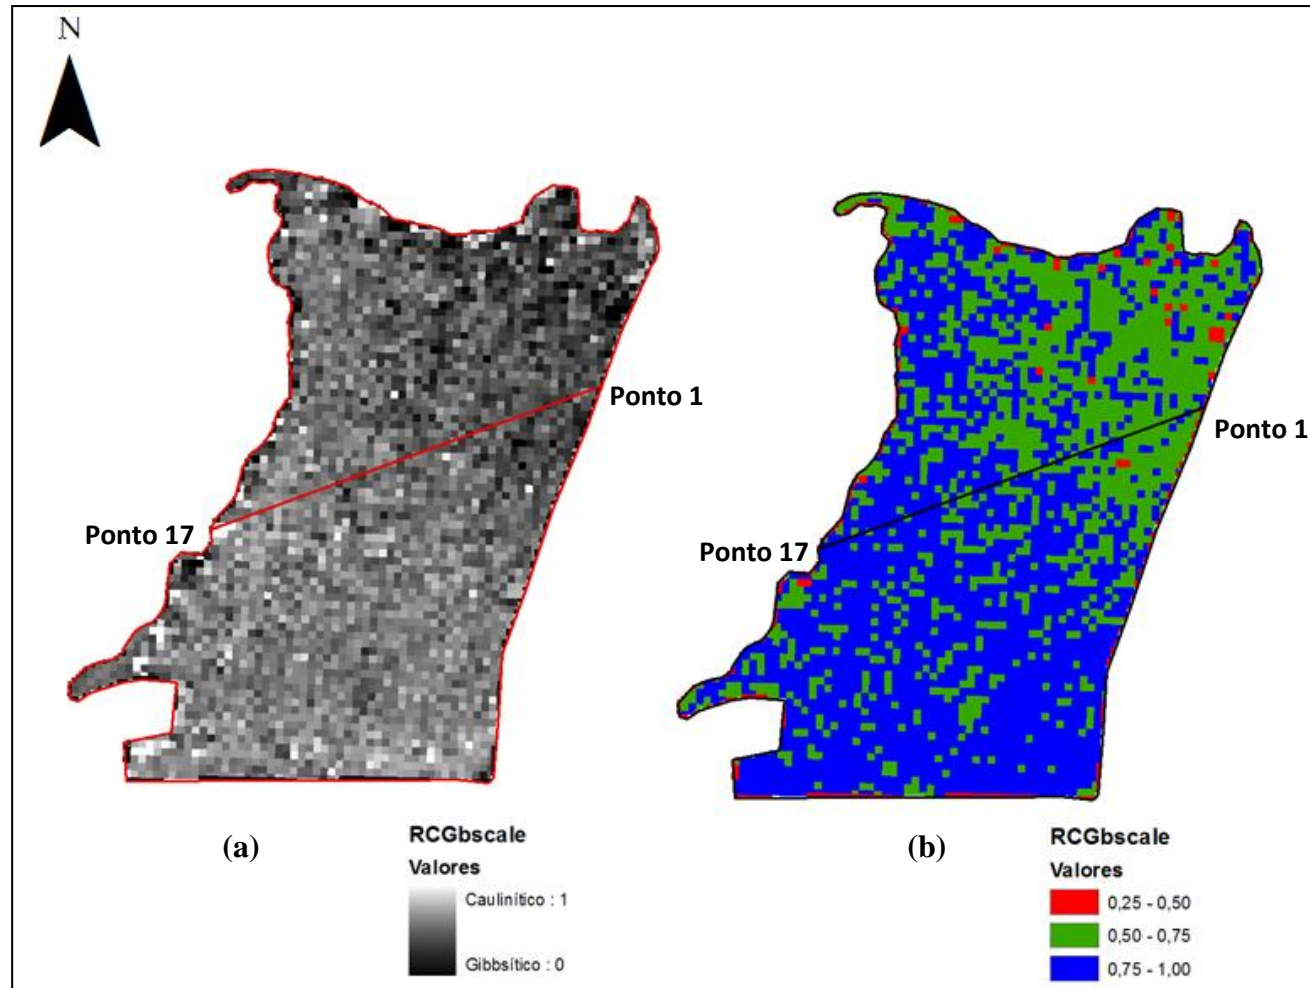 N
Ponto 1
Ponto 17
Ponto 1
Ponto 17
(a)
RCGbscale
Valores
Caulinítico : 1
Gibbsítico : 0
(b)
RCGbscale
Valores
0,25 - 0,50
0,50 - 0,75
0,75 - 1,00